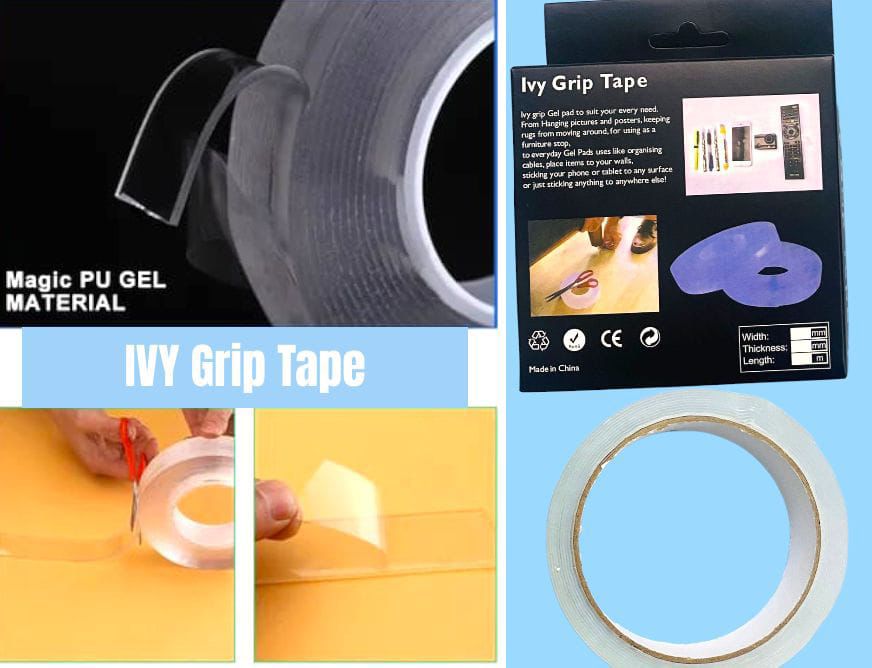 Magic PU GEL
MATERIAL
IVY Grip Tape
Ivy Grip Tape
Ivy grip Gel pad to suit your every need.
From Hanging pictures and posters, keeping
rugs from moving around, for using as a
furniture stop,
to everyday Gel Pads uses like organising
cables, place items to your walls,
sticking your phone or tablet to any surface
or just sticking anything to anywhere else!
CE
Width: mm
Thickness: mm
Length: m
Made in China